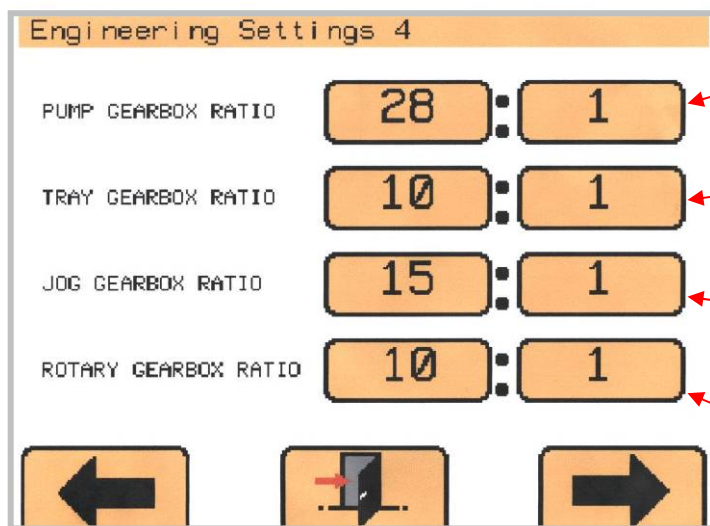 Engineering Settings 4
PUMP GEARBOX RATIO 28 : 1
TRAY GEARBOX RATIO 10 : 1
JOG GEARBOX RATIO 15 : 1
ROTARY GEARBOX RATIO 10 : 1